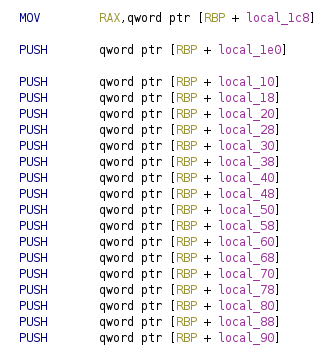 MOV RAX,qword ptr [RBP + local_1c8]
PUSH qword ptr [RBP + local_1e0]
PUSH qword ptr [RBP + local_10]
PUSH qword ptr [RBP + local_18]
PUSH qword ptr [RBP + local_20]
PUSH qword ptr [RBP + local_28]
PUSH qword ptr [RBP + local_30]
PUSH qword ptr [RBP + local_38]
PUSH qword ptr [RBP + local_40]
PUSH qword ptr [RBP + local_48]
PUSH qword ptr [RBP + local_50]
PUSH qword ptr [RBP + local_58]
PUSH qword ptr [RBP + local_60]
PUSH qword ptr [RBP + local_68]
PUSH qword ptr [RBP + local_70]
PUSH qword ptr [RBP + local_78]
PUSH qword ptr [RBP + local_80]
PUSH qword ptr [RBP + local_88]
PUSH qword ptr [RBP + local_90]